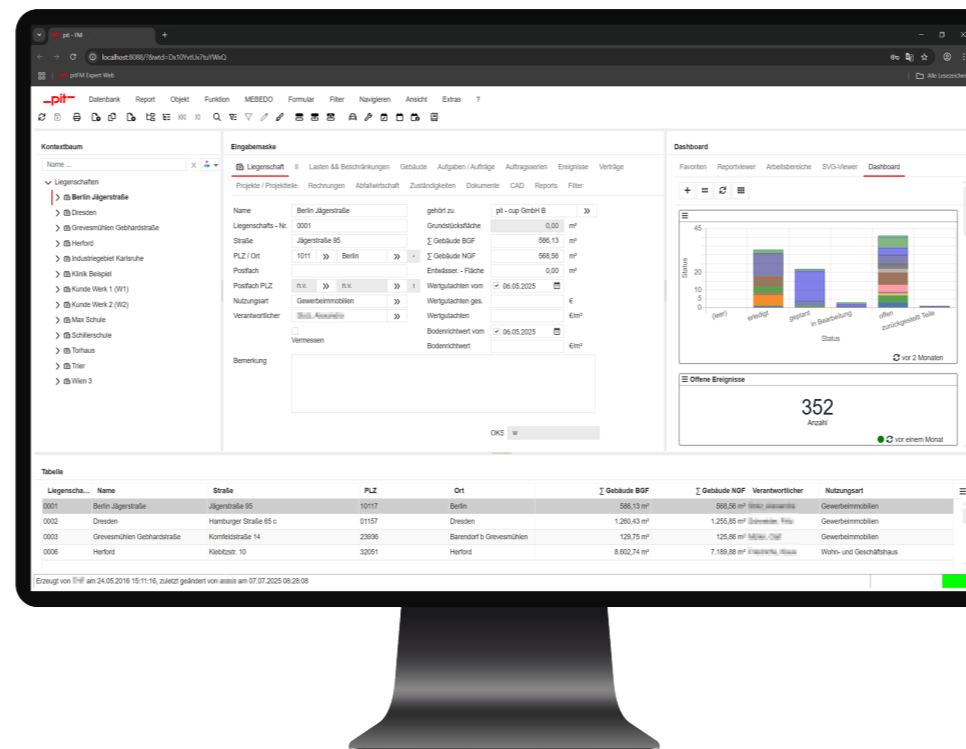 pit - FM
localhost:8088/?&wtd=Ds10YvtUx7tuYWxQ
pitFM Expert Web
Alle Lesezeichen
_pit
Datenbank Report Objekt Funktion MEBEDO Formular Filter Navigieren Ansicht Extras ?
Kontextbaum
Name ...
Liegenschaften
Berlin Jägerstraße
Dresden
Grevesmühlen Gebhardstraße
Herford
Industriegebiet Karlsruhe
Klinik Beispiel
Kunde Werk 1 (W1)
Kunde Werk 2 (W2)
Max Schule
Schillerschule
Torhaus
Trier
Wien 3
Eingabemaske
Liegenschaft II Lasten && Beschränkungen Gebäude Aufgaben / Aufträge Auftragsserien Ereignisse Verträge
Projekte / Projektteile Rechnungen Abfallwirtschaft Zuständigkeiten Dokumente CAD Reports Filter
Name Berlin Jägerstraße gehört zu pit - cup GmbH B
Liegenschafts - Nr. 0001 Grundstücksfläche 0,00 m²
Straße Jägerstraße 95 ∑ Gebäude BGF 586,13 m²
PLZ / Ort 1011 Berlin ∑ Gebäude NGF 568,56 m²
Postfach Entwässer. - Fläche 0,00 m²
Postfach PLZ n.v. n.v. Wertgutachten vom 06.05.2025
Nutzungsart Gewerbeimmobilien Wertgutachten ges. €
Verantwortlicher Wertgutachten €/m²
Vermessen Bodenrichtwert vom 06.05.2025
Bodenrichtwert €/m²
Bemerkung
OKS w
Dashboard
Favoriten Reportviewer Arbeitsbereiche SVG-Viewer Dashboard
45
20
10
5
0
Status
(leer) erledigt geplant in Bearbeitung offen zurückgestellt Teile
Status
vor 2 Monaten
Offene Ereignisse
352
Anzahl
vor einem Monat
Tabelle
Liegenscha... Name Straße PLZ Ort ∑ Gebäude BGF ∑ Gebäude NGF Verantwortlicher Nutzungsart
0001 Berlin Jägerstraße Jägerstraße 95 10117 Berlin 586,13 m² 568,56 m² Gewerbeimmobilien
0002 Dresden Hamburger Straße 65 c 01157 Dresden 1.260,43 m² 1.255,85 m² Gewerbeimmobilien
0003 Grevesmühlen Gebhardstraße Kornfeldstraße 14 23936 Barendorf b Grevesmühlen 129,75 m² 125,86 m² Gewerbeimmobilien
0006 Herford Klebitzstr. 10 32051 Herford 8.602,74 m² 7.189,88 m² Wohn- und Geschäftshaus
Erzeugt von am 24.05.2016 15:11:16, zuletzt geändert von am 07.07.2025 08:28:08